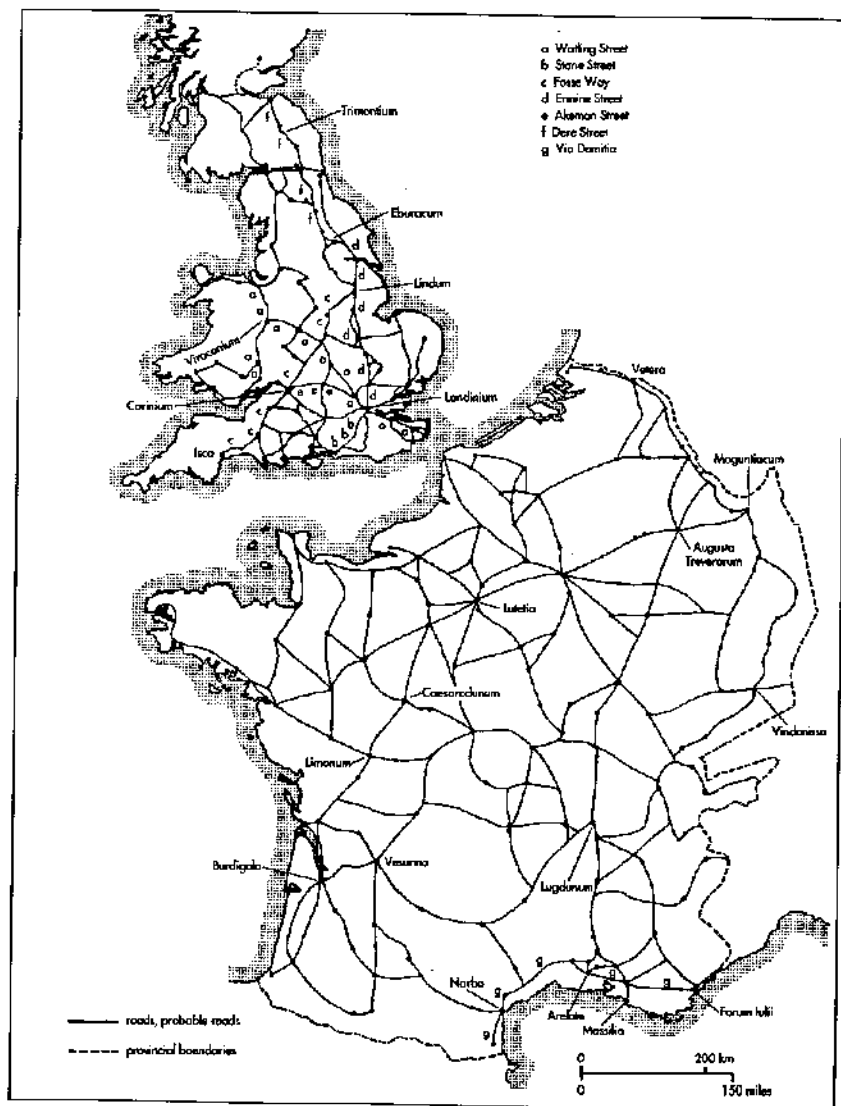 a Watling Street
b Stane Street
c Fosse Way
d Ermine Street
e Akeman Street
f Dere Street
g Via Domitia
Trimontium
f
f
f
Eburacum
d
d
Lindum
a
c
d
a
c
a
d
Viroconium
a
a
a
d
d
Corinium
c
a
c
e
a
Londinium
Isca
c
c
b
b
b
a
a
Vetera
Moguntiacum
Augusta
Treverorum
Lutetia
Caesarodunum
Vindonissa
Limonum
Burdigala
Vesunna
Lugdunum
g
g
g
g
Narbo
g
Arelate
Massilia
Forum Iulii
roads, probable roads
provincial boundaries
0 200 km
0 150 miles